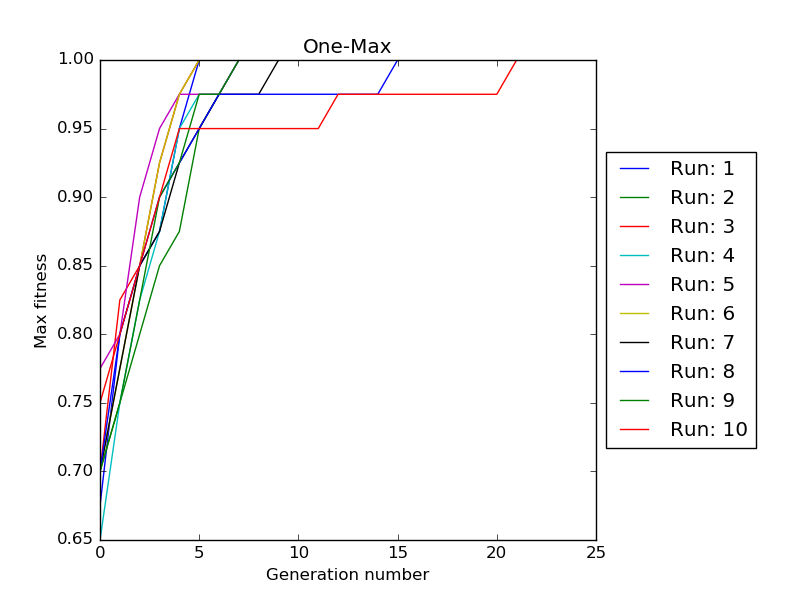 One-Max
1.00
0.95
0.90
0.85
0.80
0.75
0.70
0.65
Max fitness
0 5 10 15 20 25
Generation number
Run: 1
Run: 2
Run: 3
Run: 4
Run: 5
Run: 6
Run: 7
Run: 8
Run: 9
Run: 10